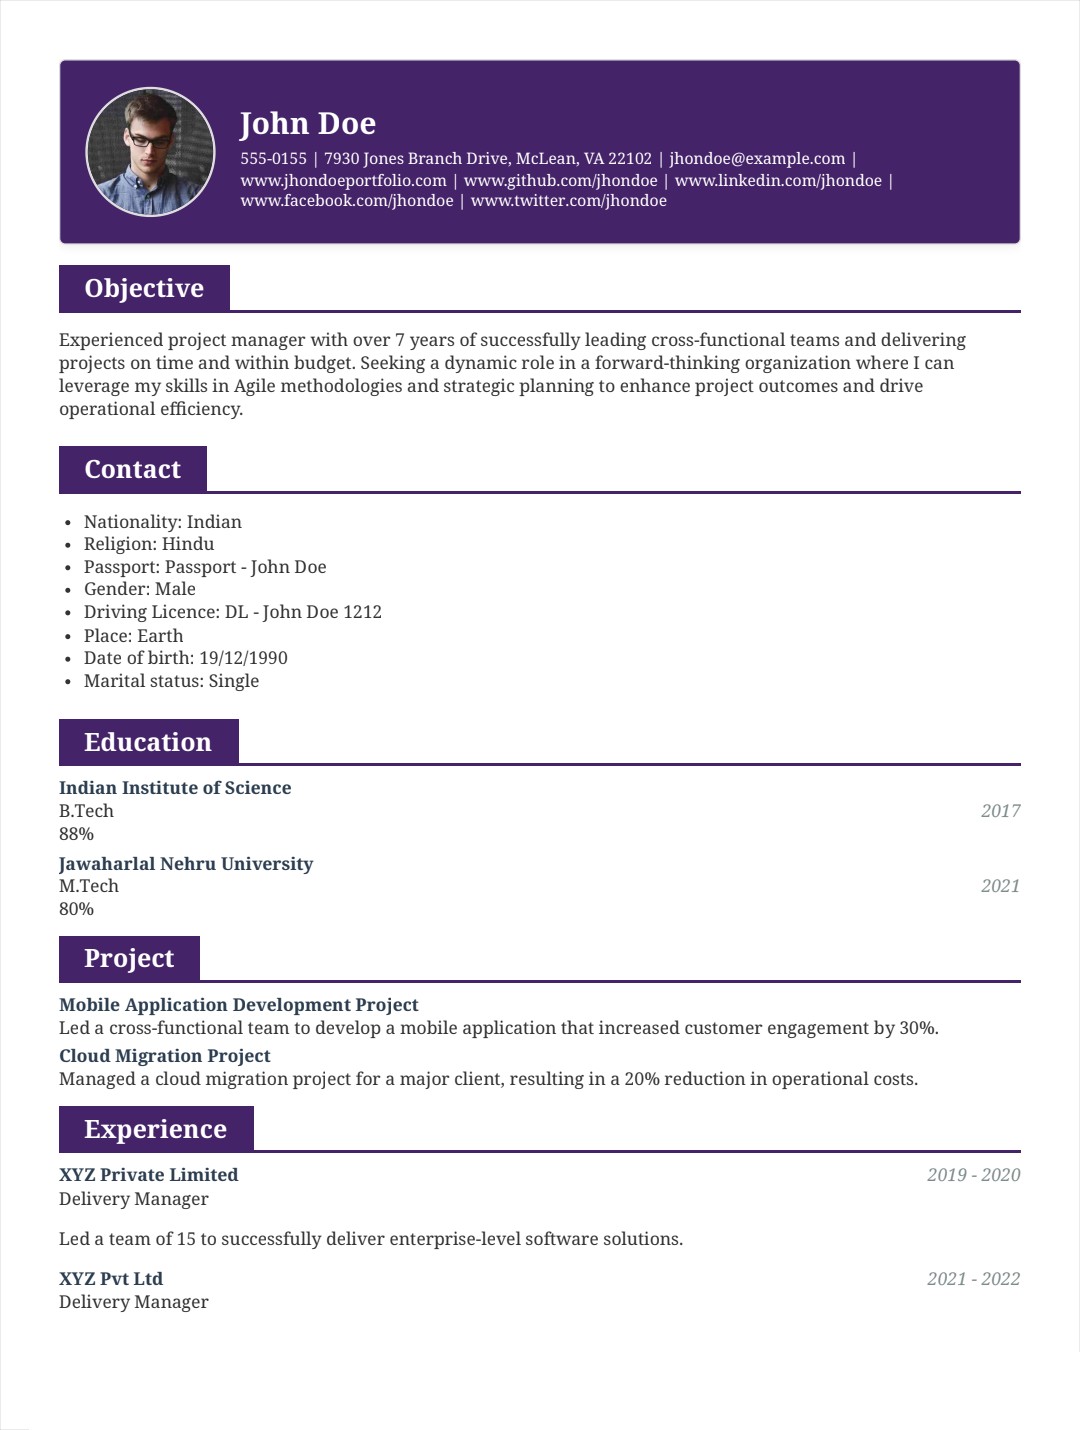 John Doe
555-0155 | 7930 Jones Branch Drive, McLean, VA 22102 | jhondoe@example.com |
www.jhondoeportfolio.com | www.github.com/jhondoe | www.linkedin.com/jhondoe |
www.facebook.com/jhondoe | www.twitter.com/jhondoe
Objective
Experienced project manager with over 7 years of successfully leading cross-functional teams and delivering
projects on time and within budget. Seeking a dynamic role in a forward-thinking organization where I can
leverage my skills in Agile methodologies and strategic planning to enhance project outcomes and drive
operational efficiency.
Contact
• Nationality: Indian
• Religion: Hindu
• Passport: Passport - John Doe
• Gender: Male
• Driving Licence: DL - John Doe 1212
• Place: Earth
• Date of birth: 19/12/1990
• Marital status: Single
Education
Indian Institute of Science
B.Tech 2017
88%
Jawaharlal Nehru University
M.Tech 2021
80%
Project
Mobile Application Development Project
Led a cross-functional team to develop a mobile application that increased customer engagement by 30%.
Cloud Migration Project
Managed a cloud migration project for a major client, resulting in a 20% reduction in operational costs.
Experience
XYZ Private Limited 2019 - 2020
Delivery Manager
Led a team of 15 to successfully deliver enterprise-level software solutions.
XYZ Pvt Ltd 2021 - 2022
Delivery Manager